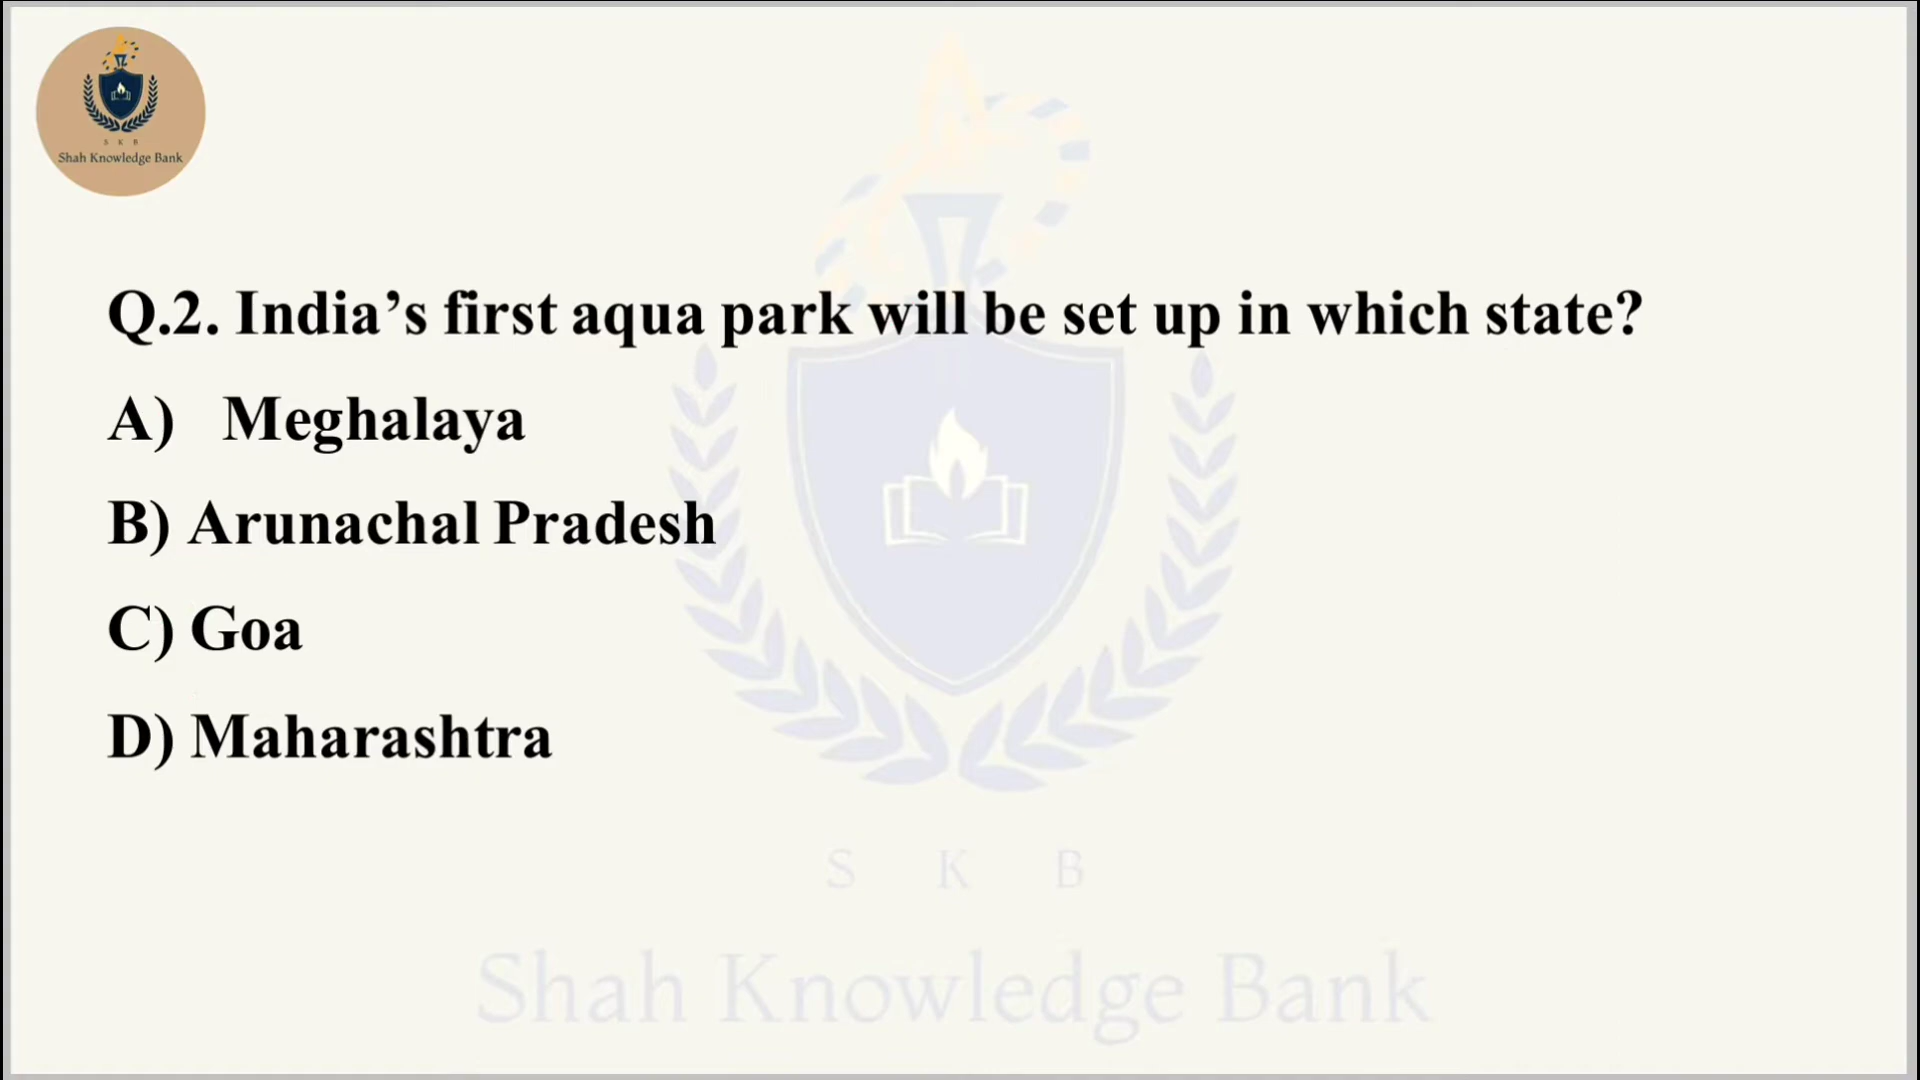 S K B
Shah Knowledge Bank
Q.2. India’s first aqua park will be set up in which state?
A) Meghalaya
B) Arunachal Pradesh
C) Goa
D) Maharashtra
S K B
Shah Knowledge Bank